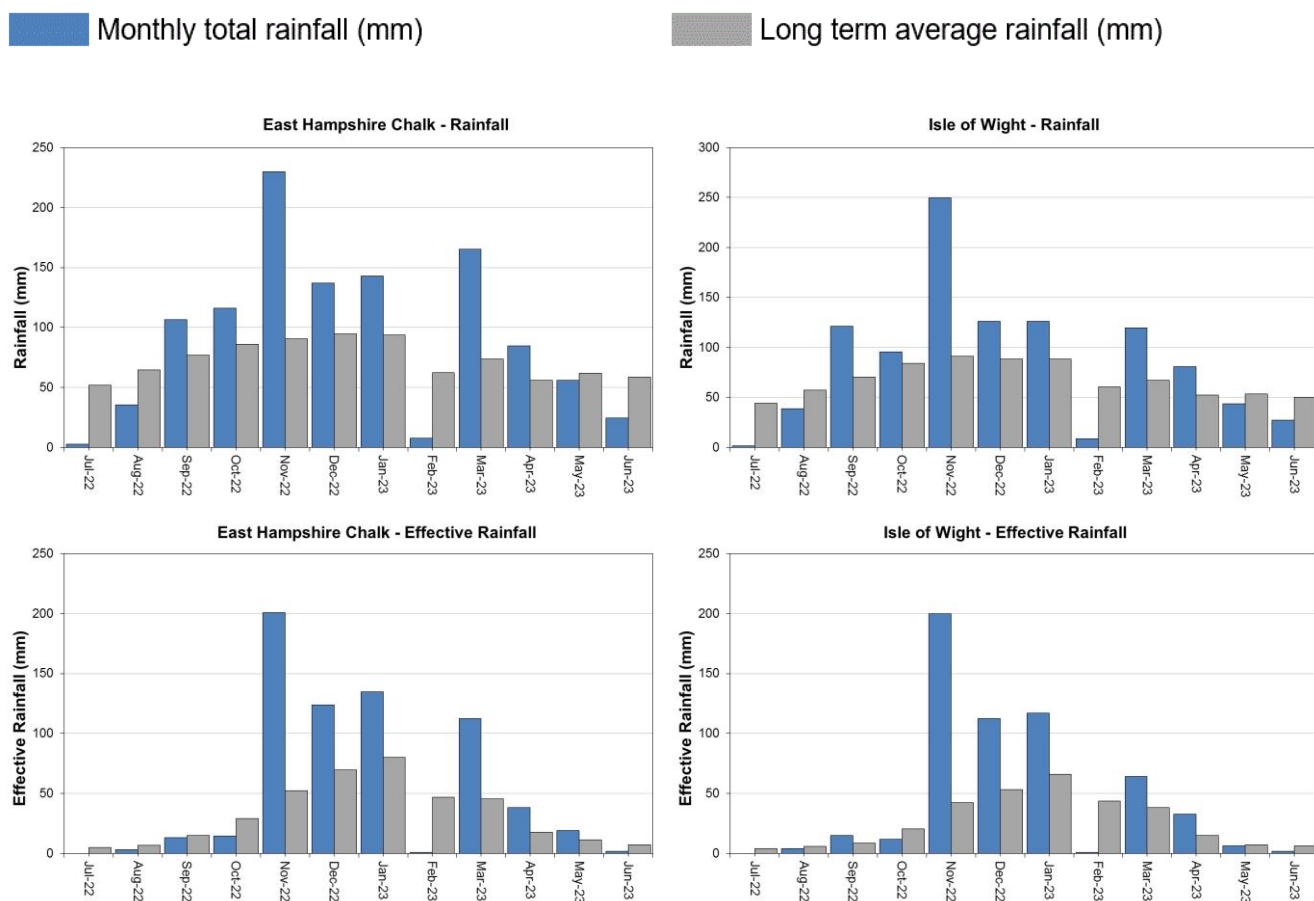 Monthly total rainfall (mm)
Long term average rainfall (mm)
East Hampshire Chalk - Rainfall
Rainfall (mm)
250
200
150
100
50
0
Jul-22
Aug-22
Sep-22
Oct-22
Nov-22
Dec-22
Jan-23
Feb-23
Mar-23
Apr-23
May-23
Jun-23
Isle of Wight - Rainfall
Rainfall (mm)
300
250
200
150
100
50
0
Jul-22
Aug-22
Sep-22
Oct-22
Nov-22
Dec-22
Jan-23
Feb-23
Mar-23
Apr-23
May-23
Jun-23
East Hampshire Chalk - Effective Rainfall
Effective Rainfall (mm)
250
200
150
100
50
0
Jul-22
Aug-22
Sep-22
Oct-22
Nov-22
Dec-22
Jan-23
Feb-23
Mar-23
Apr-23
May-23
Jun-23
Isle of Wight - Effective Rainfall
Effective Rainfall (mm)
250
200
150
100
50
0
Jul-22
Aug-22
Sep-22
Oct-22
Nov-22
Dec-22
Jan-23
Feb-23
Mar-23
Apr-23
May-23
Jun-23